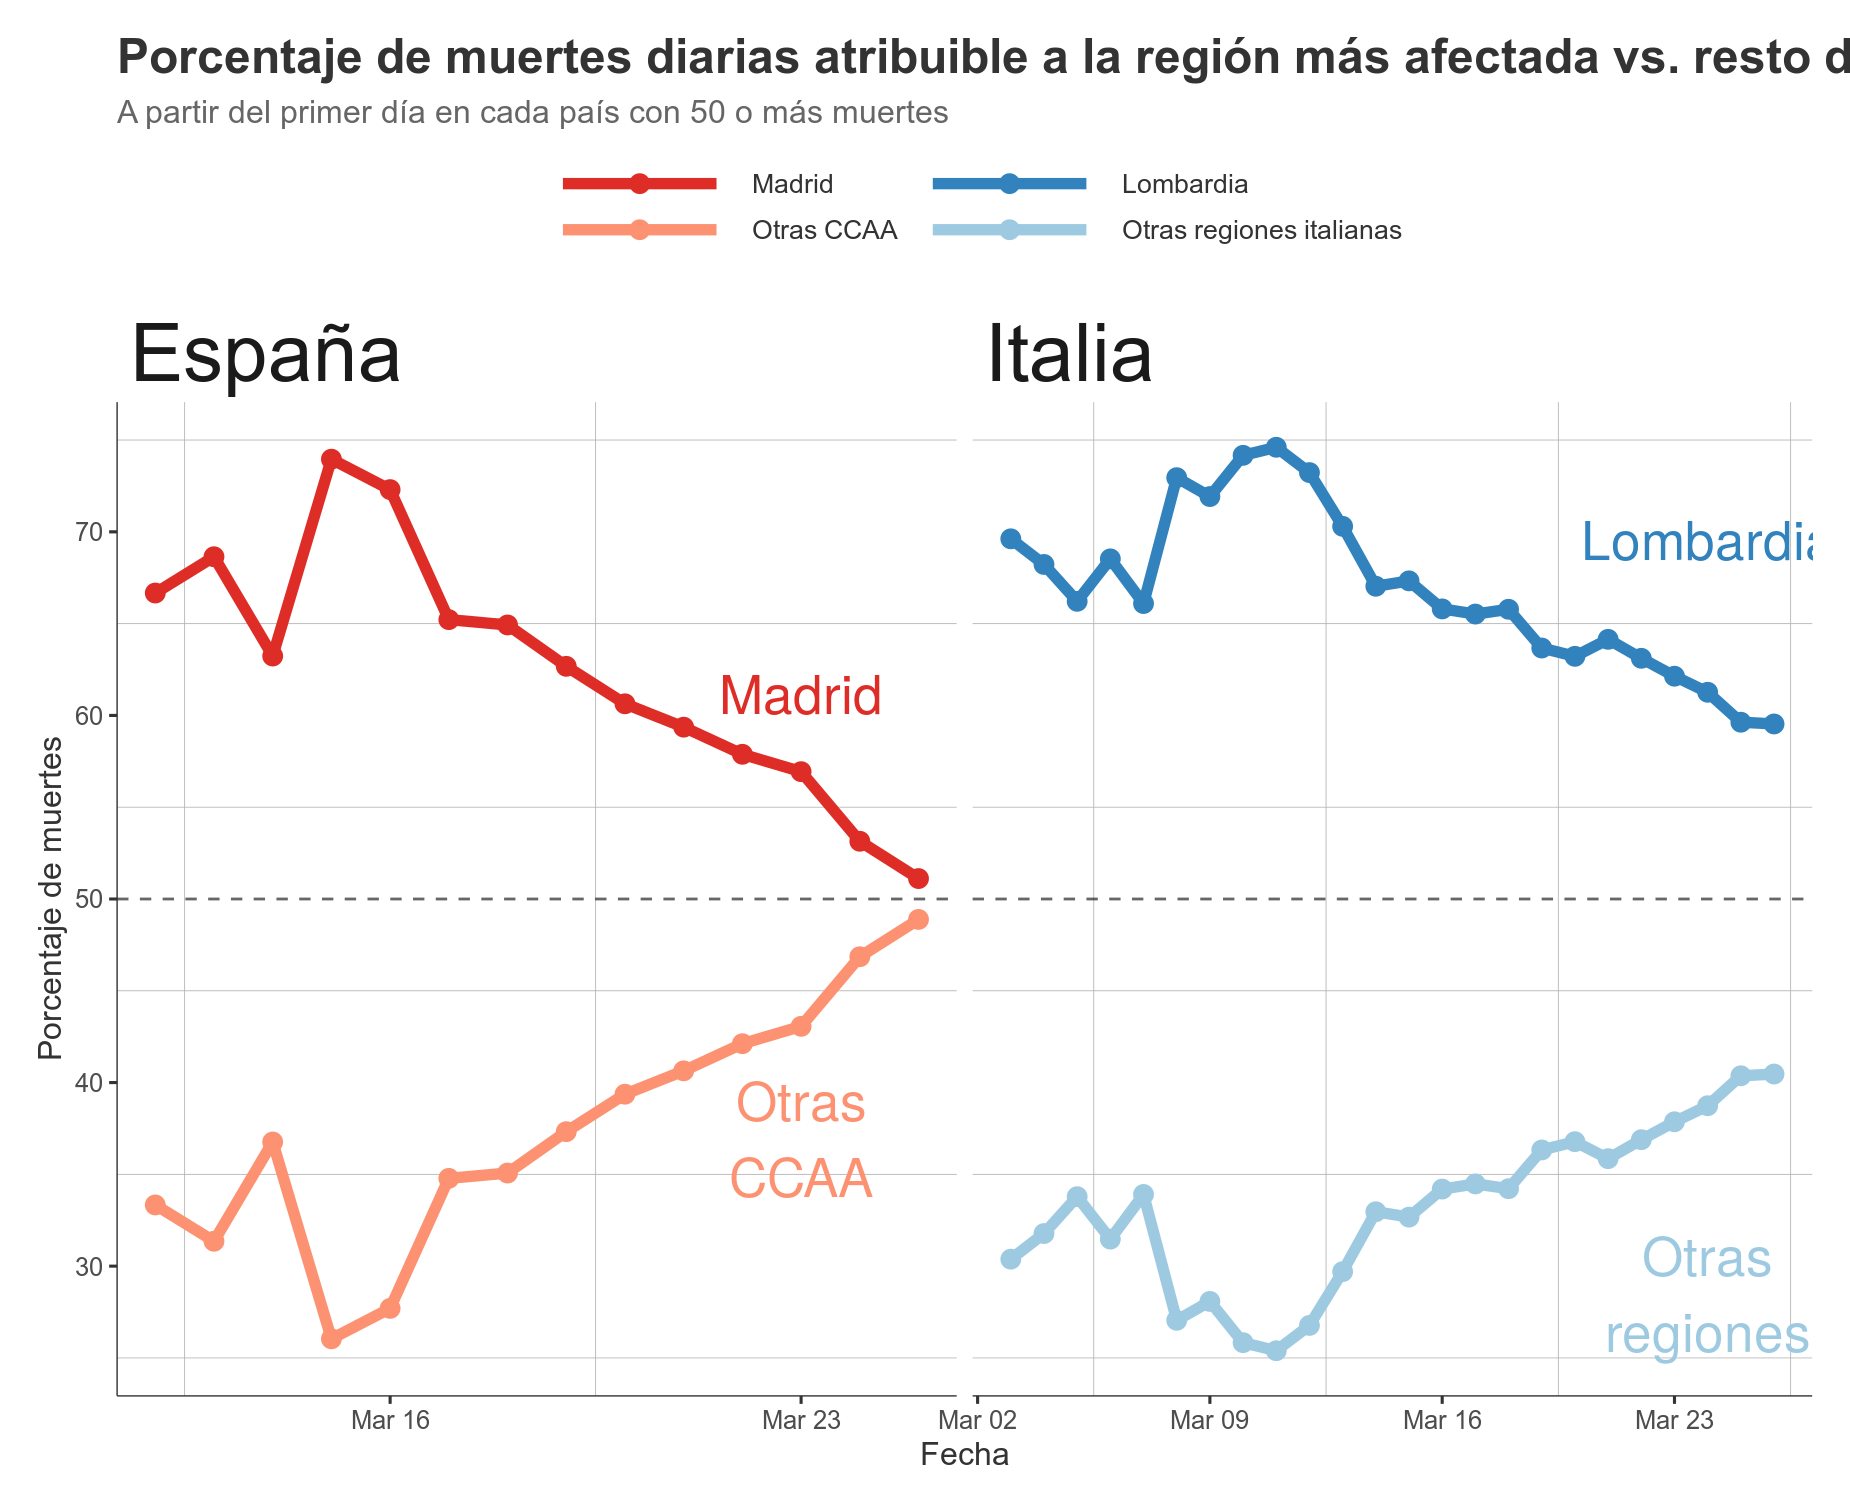 Porcentaje de muertes diarias atribuible a la región más afectada vs. resto d
A partir del primer día en cada país con 50 o más muertes
Madrid
Lombardia
Otras CCAA
Otras regiones italianas
España
Italia
70
60
50
40
30
Porcentaje de muertes
Madrid
Otras
CCAA
Lombardia
Otras
regiones
Mar 16
Mar 23
Mar 02
Mar 09
Mar 16
Mar 23
Fecha